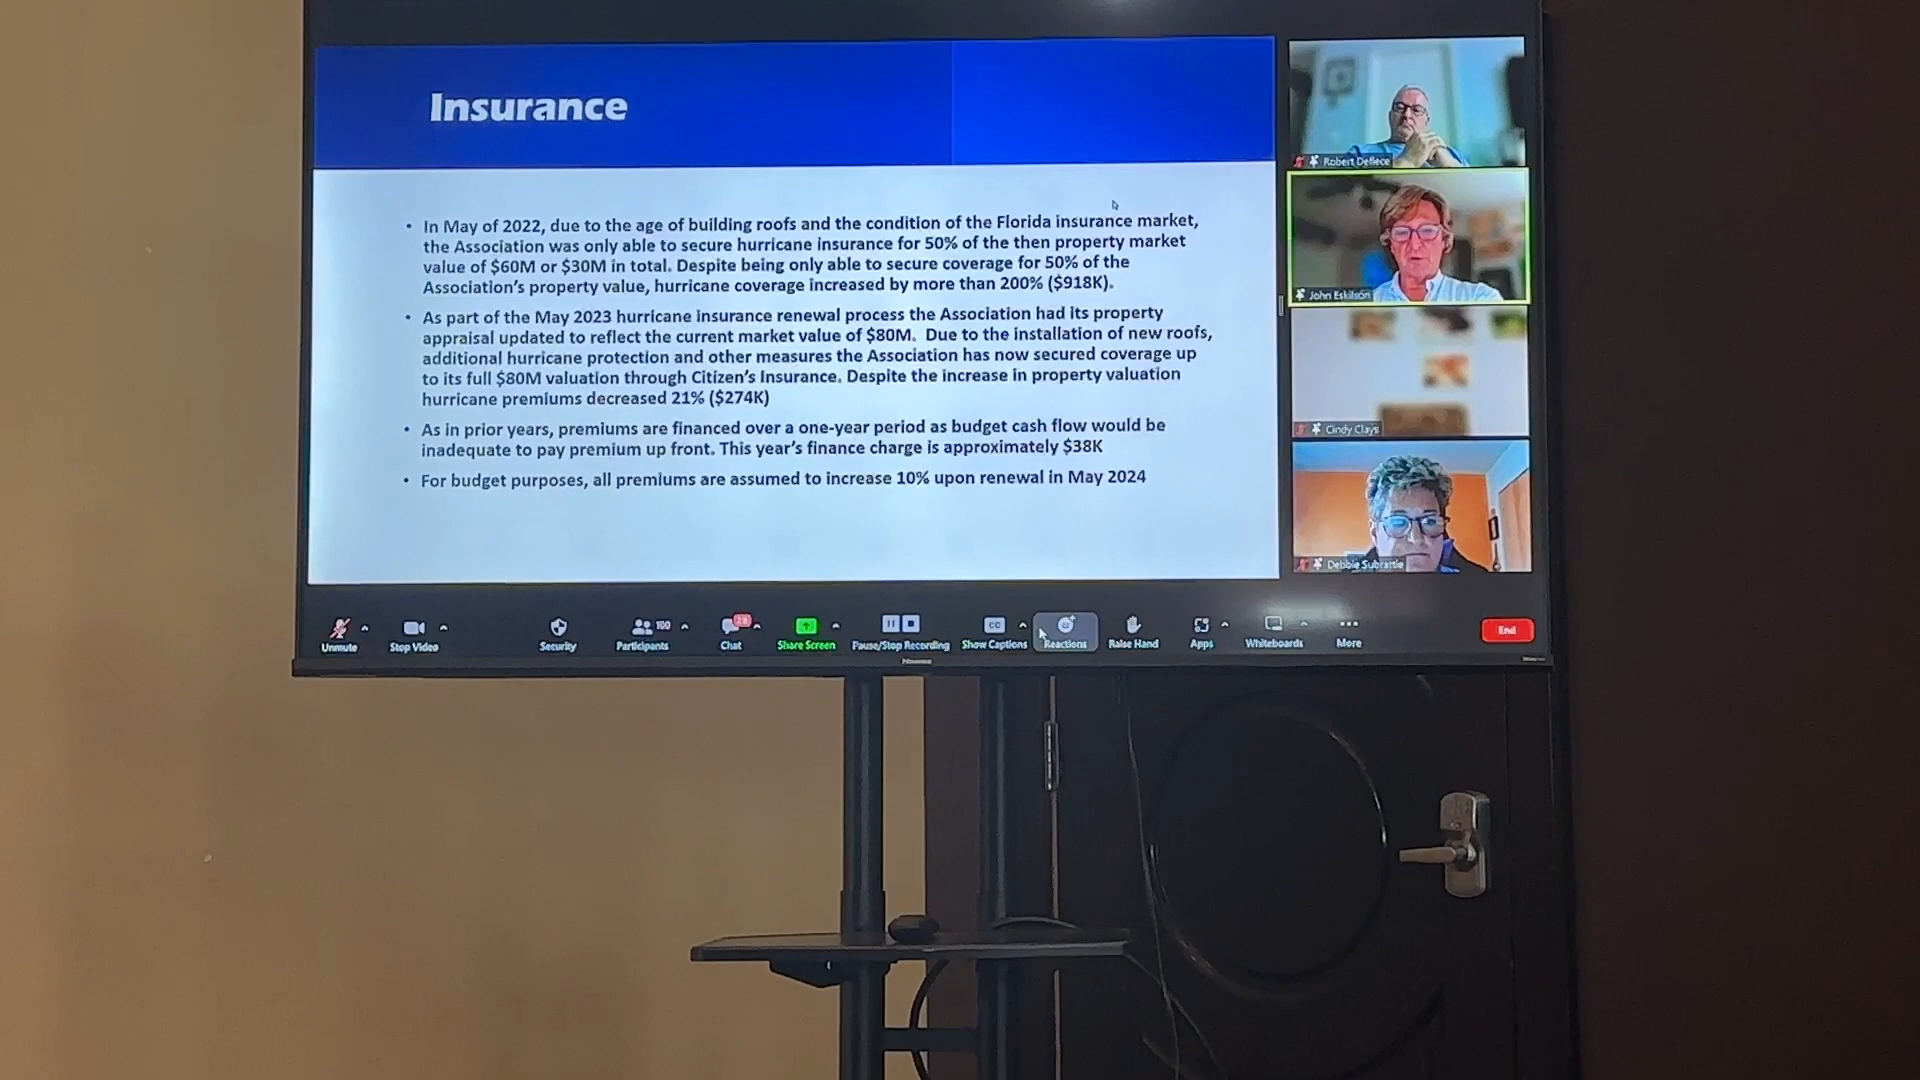 Insurance
• In May of 2022, due to the age of building roofs and the condition of the Florida insurance market,
the Association was only able to secure hurricane insurance for 50% of the then property market
value of $60M or $30M in total. Despite being only able to secure coverage for 50% of the
Association's property value, hurricane coverage increased by more than 200% ($918K).
• As part of the May 2023 hurricane insurance renewal process the Association had its property
appraisal updated to reflect the current market value of $80M. Due to the installation of new roofs,
additional hurricane protection and other measures the Association has now secured coverage up
to its full $80M valuation through Citizen's Insurance. Despite the increase in property valuation
hurricane premiums decreased 21% ($274K)
• As in prior years, premiums are financed over a one-year period as budget cash flow would be
inadequate to pay premium up front. This year's finance charge is approximately $38K
• For budget purposes, all premiums are assumed to increase 10% upon renewal in May 2024
Robert Defiece
John Eskilson
Cindy Clays
Debbie Subrattie
Unmute
Stop Video
Security
Participants
100
Chat
Share Screen
Pause/Stop Recording
CC
Show Captions
Reactions
Raise Hand
Apps
Whiteboards
More
End
Hisense